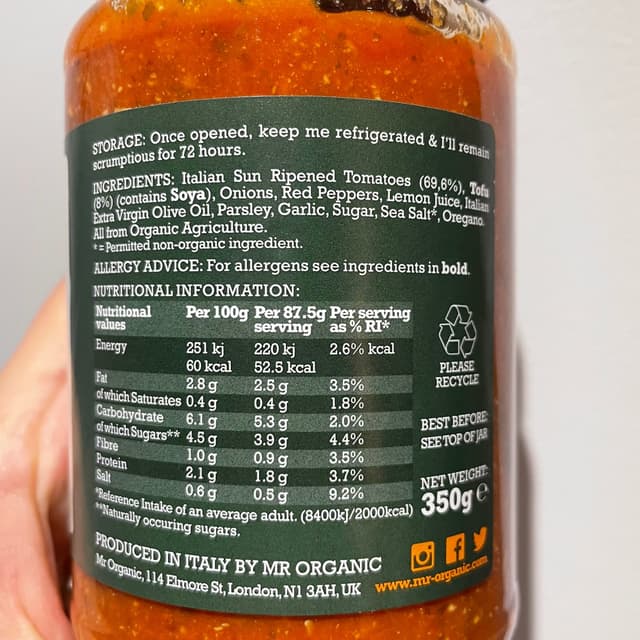 STORAGE: Once opened, keep me refrigerated & I'll remain
scrumptious for 72 hours.
INGREDIENTS: Italian Sun Ripened Tomatoes (69,6%), Tofu
(8%) (contains Soya), Onions, Red Peppers, Lemon Juice, Italian
Extra Virgin Olive Oil, Parsley, Garlic, Sugar, Sea Salt*, Oregano.
All from Organic Agriculture.
* = Permitted non-organic ingredient.
ALLERGY ADVICE: For allergens see ingredients in bold.
NUTRITIONAL INFORMATION:
Nutritional values Per 100g Per 87.5g serving Per serving as % RI*
Energy 251 kj 220 kj 2.6% kcal
60 kcal 52.5 kcal
Fat 2.8 g 2.5 g 3.5%
of which Saturates 0.4 g 0.4 g 1.8%
Carbohydrate 6.1 g 5.3 g 2.0%
of which Sugars** 4.5 g 3.9 g 4.4%
Fibre 1.0 g 0.9 g 3.5%
Protein 2.1 g 1.8 g 3.7%
Salt 0.6 g 0.5 g 9.2%
*Reference Intake of an average adult. (8400kJ/2000kcal)
**Naturally occuring sugars.
PLEASE
RECYCLE
BEST BEFORE:
SEE TOP OF JAR
NET WEIGHT:
350g e
PRODUCED IN ITALY BY MR ORGANIC
Mr Organic, 114 Elmore St, London, N1 3AH, UK
www.mr-organic.com